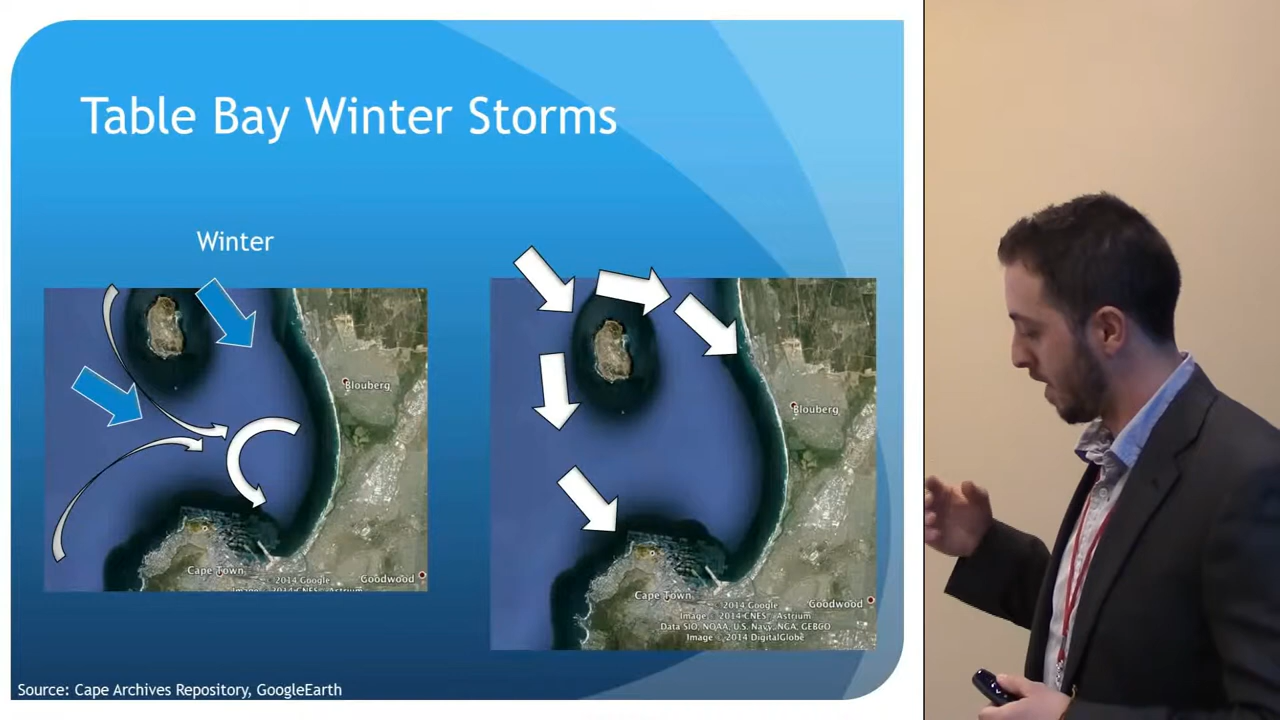 Table Bay Winter Storms
Winter
Blouberg
Cape Town
2014 Google
Goodwood
Blouberg
Cape Town
2014 Google
Goodwood
Image © 2014 CNES / Astrium
Data SIO, NOAA, U.S. Navy, NGA, GEBCO
Image © 2014 DigitalGlobe
Source: Cape Archives Repository, GoogleEarth